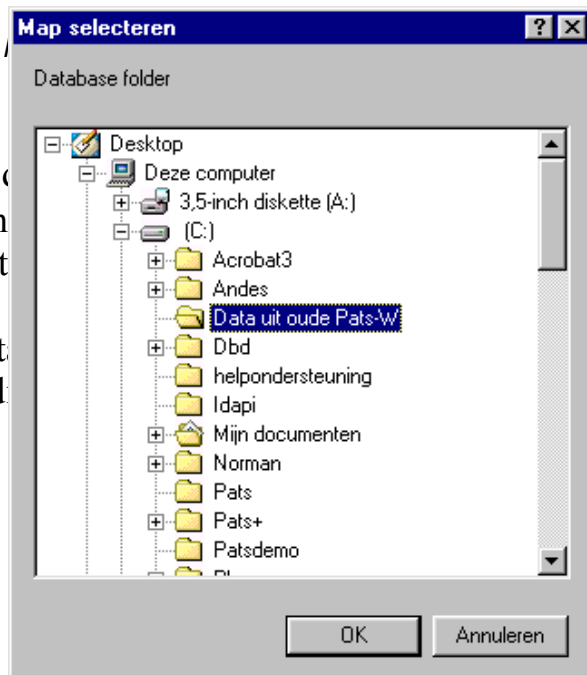 Map selecteren
Database folder
Desktop
Deze computer
3,5-inch diskette (A:)
(C:)
Acrobat3
Andes
Data uit oude Pats-W
Dbd
helpondersteuning
Idapi
Mijn documenten
Norman
Pats
Pats+
Patsdemo
OK
Annuleren